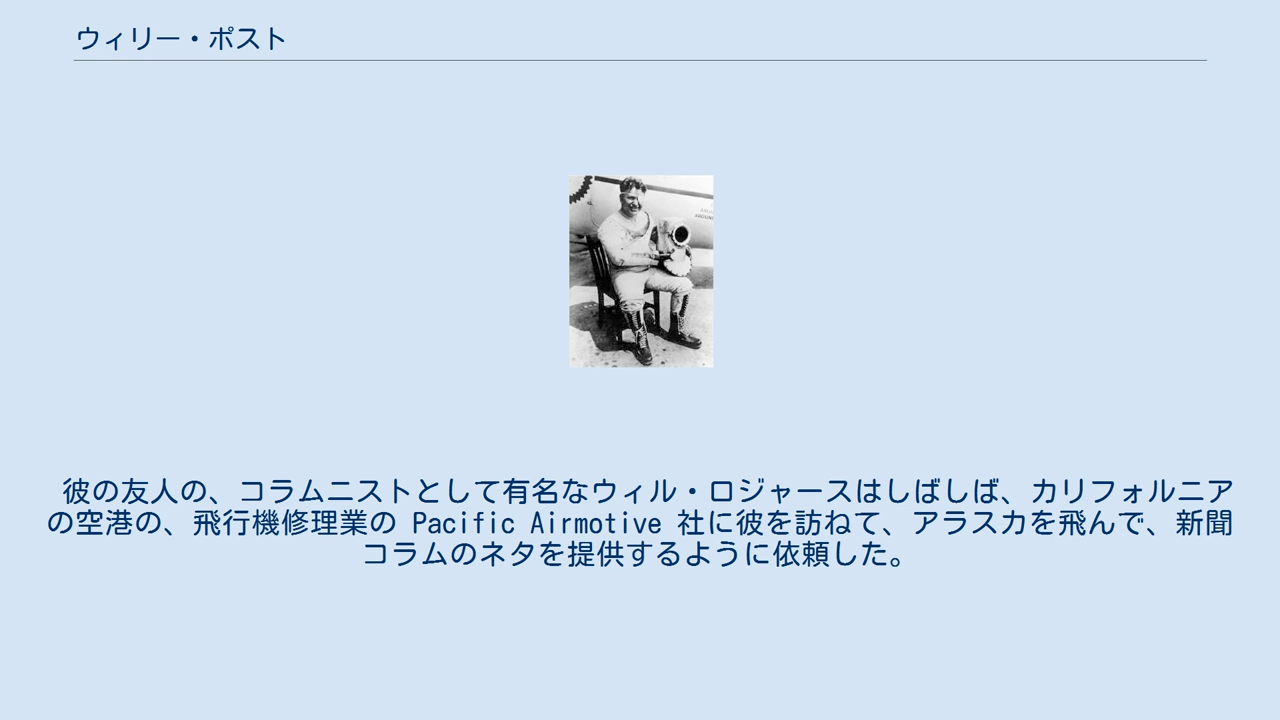 ウィリー・ポスト
彼の友人の、コラムニストとして有名なウィル・ロジャースはしばしば、カリフォルニア
の空港の、飛行機修理業の Pacific Airmotive 社に彼を訪ねて、アラスカを飛んで、新聞
コラムのネタを提供するように依頼した。